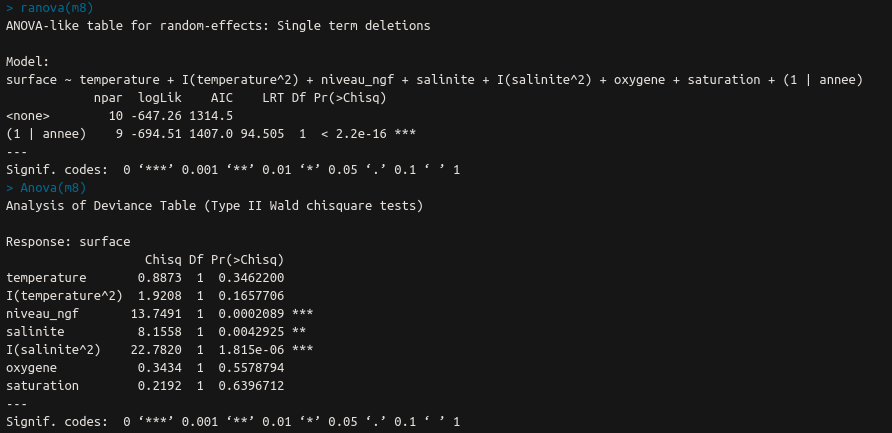 > ranova(m8)
ANOVA-like table for random-effects: Single term deletions

Model:
surface ~ temperature + I(temperature^2) + niveau_ngf + salinite + I(salinite^2) + oxygene + saturation + (1 | annee)
            npar  logLik    AIC    LRT Df Pr(>Chisq)
<none>        10 -647.26 1314.5
(1 | annee)    9 -694.51 1407.0 94.505  1  < 2.2e-16 ***
---
Signif. codes:  0 ‘***’ 0.001 ‘**’ 0.01 ‘*’ 0.05 ‘.’ 0.1 ‘ ’ 1
> Anova(m8)
Analysis of Deviance Table (Type II Wald chisquare tests)

Response: surface
                   Chisq Df Pr(>Chisq)
temperature       0.8873  1  0.3462200
I(temperature^2)  1.9208  1  0.1657706
niveau_ngf       13.7491  1  0.0002089 ***
salinite          8.1558  1  0.0042925 **
I(salinite^2)    22.7820  1  1.815e-06 ***
oxygene           0.3434  1  0.5578794
saturation        0.2192  1  0.6396712
---
Signif. codes:  0 ‘***’ 0.001 ‘**’ 0.01 ‘*’ 0.05 ‘.’ 0.1 ‘ ’ 1